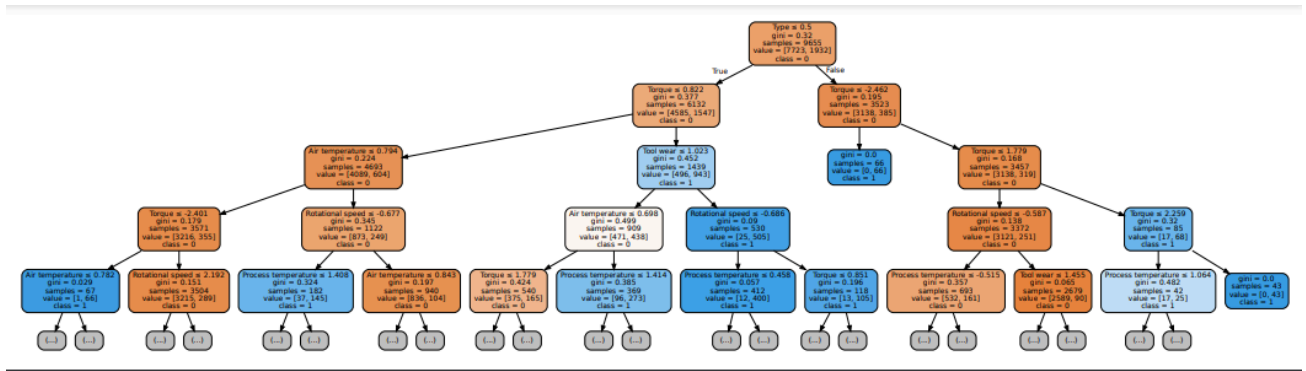 Type ≤ 0.5
gini = 0.32
samples = 9655
value = [7723, 1932]
class = 0
True
False
Torque ≤ 0.822
gini = 0.377
samples = 6132
value = [4585, 1547]
class = 0
Torque ≤ -2.462
gini = 0.195
samples = 3523
value = [3138, 385]
class = 0
Air temperature ≤ 0.794
gini = 0.224
samples = 4693
value = [4089, 604]
class = 0
Tool wear ≤ 1.023
gini = 0.452
samples = 1439
value = [496, 943]
class = 1
gini = 0.0
samples = 66
value = [0, 66]
class = 1
Torque ≤ 1.779
gini = 0.168
samples = 3457
value = [3138, 319]
class = 0
Torque ≤ -2.401
gini = 0.179
samples = 3571
value = [3216, 355]
class = 0
Rotational speed ≤ -0.677
gini = 0.345
samples = 1122
value = [873, 249]
class = 0
Air temperature ≤ 0.698
gini = 0.499
samples = 909
value = [471, 438]
class = 0
Rotational speed ≤ -0.686
gini = 0.09
samples = 530
value = [25, 505]
class = 1
Rotational speed ≤ -0.587
gini = 0.138
samples = 3372
value = [3121, 251]
class = 0
Torque ≤ 2.259
gini = 0.32
samples = 85
value = [17, 68]
class = 1
Air temperature ≤ 0.782
gini = 0.029
samples = 67
value = [1, 66]
class = 1
Rotational speed ≤ 2.192
gini = 0.151
samples = 3504
value = [3215, 289]
class = 0
Process temperature ≤ 1.408
gini = 0.324
samples = 182
value = [37, 145]
class = 1
Air temperature ≤ 0.843
gini = 0.197
samples = 940
value = [836, 104]
class = 0
Torque ≤ 1.779
gini = 0.424
samples = 540
value = [375, 165]
class = 0
Process temperature ≤ 1.414
gini = 0.385
samples = 369
value = [96, 273]
class = 1
Process temperature ≤ 0.458
gini = 0.057
samples = 412
value = [12, 400]
class = 1
Torque ≤ 0.851
gini = 0.196
samples = 118
value = [13, 105]
class = 1
Process temperature ≤ -0.515
gini = 0.357
samples = 693
value = [532, 161]
class = 0
Tool wear ≤ 1.455
gini = 0.065
samples = 2679
value = [2589, 90]
class = 0
Process temperature ≤ 1.064
gini = 0.482
samples = 42
value = [17, 25]
class = 1
gini = 0.0
samples = 43
value = [0, 43]
class = 1
(...) (...) (...) (...) (...) (...) (...) (...) (...) (...) (...) (...) (...) (...) (...) (...) (...) (...) (...) (...) (...) (...)